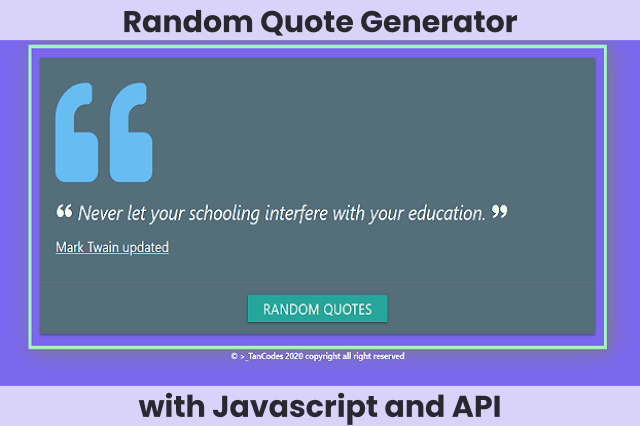 Random Quote Generator
“ Never let your schooling interfere with your education. ”
Mark Twain updated
RANDOM QUOTES
© >_TanCodes 2020 copyright all right reserved
with Javascript and API